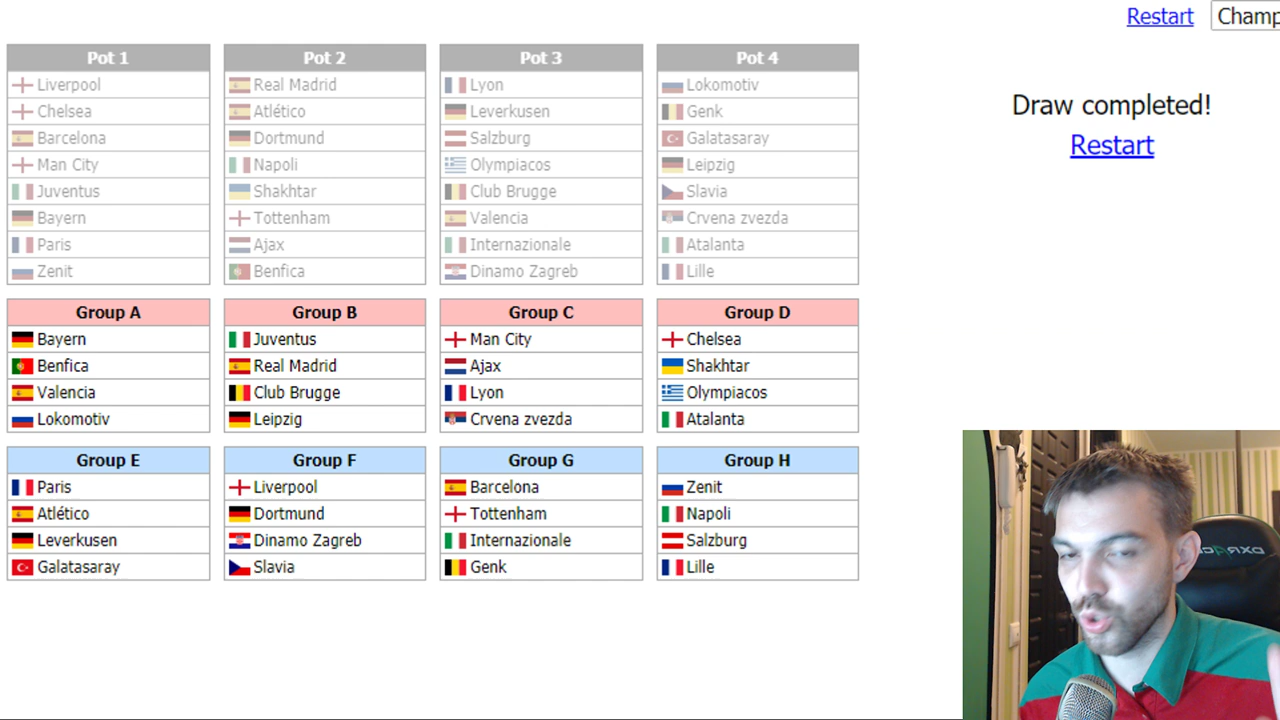 Restart Champ
Pot 1 Pot 2 Pot 3 Pot 4
Liverpool Real Madrid Lyon Lokomotiv
Chelsea Atlético Leverkusen Genk
Barcelona Dortmund Salzburg Galatasaray
Man City Napoli Olympiacos Leipzig
Juventus Shakhtar Club Brugge Slavia
Bayern Tottenham Valencia Crvena zvezda
Paris Ajax Internazionale Atalanta
Zenit Benfica Dinamo Zagreb Lille
Draw completed!
Restart
Group A Group B Group C Group D
Bayern Juventus Man City Chelsea
Benfica Real Madrid Ajax Shakhtar
Valencia Club Brugge Lyon Olympiacos
Lokomotiv Leipzig Crvena zvezda Atalanta
Group E Group F Group G Group H
Paris Liverpool Barcelona Zenit
Atlético Dortmund Tottenham Napoli
Leverkusen Dinamo Zagreb Internazionale Salzburg
Galatasaray Slavia Genk Lille